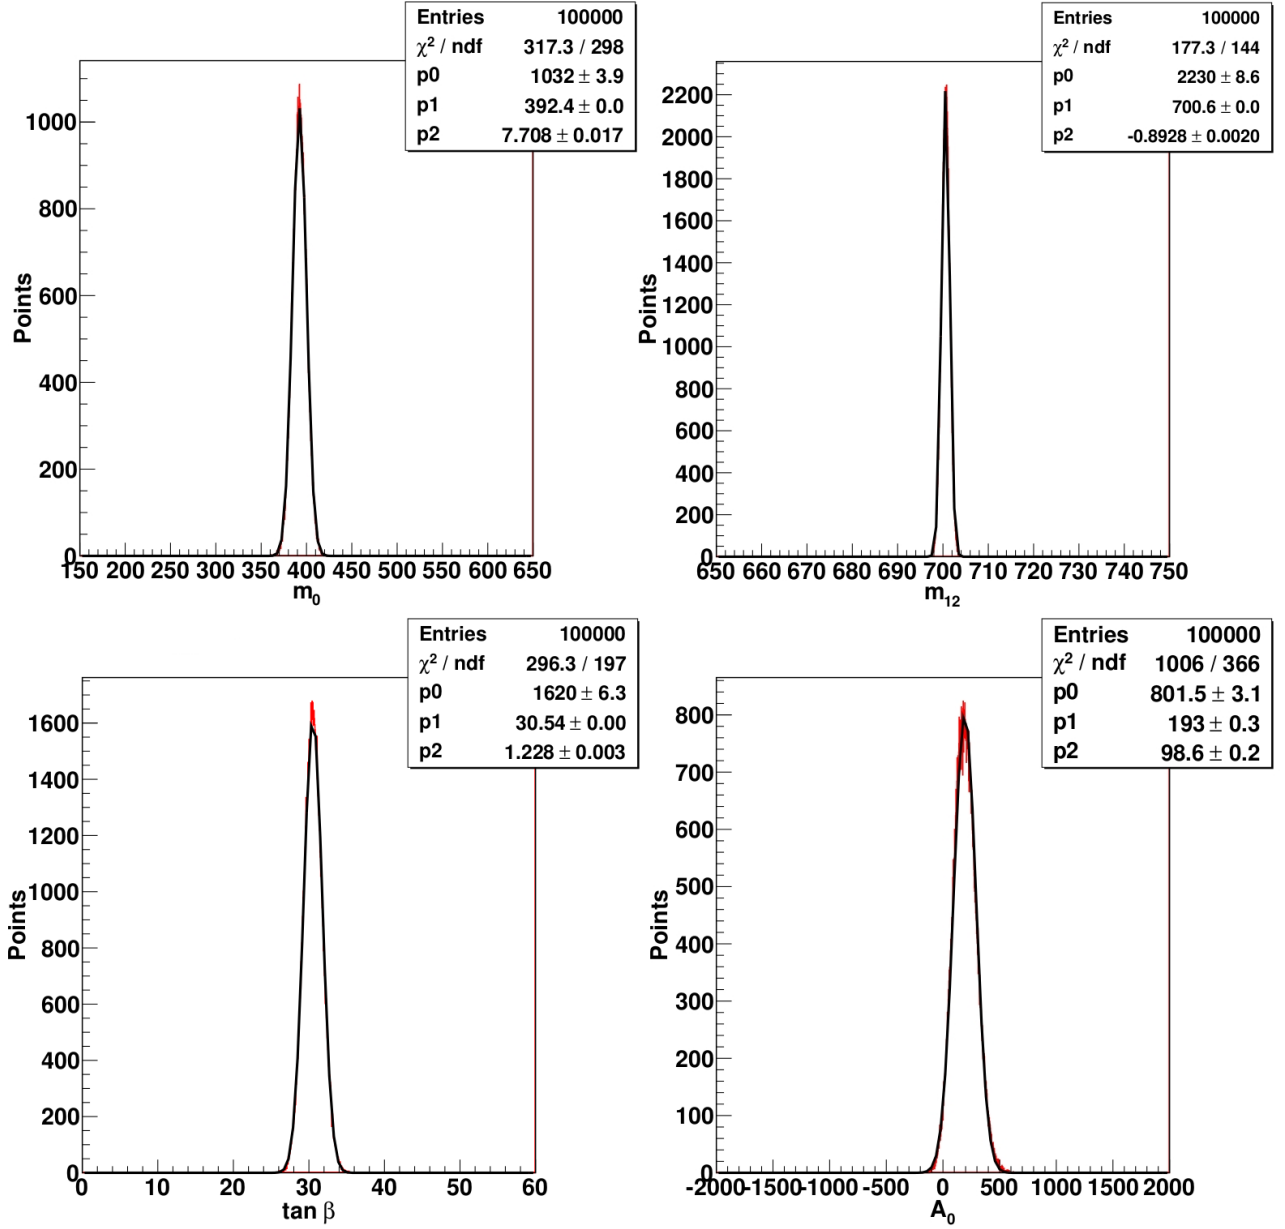 Entries 100000
χ² / ndf 317.3 / 298
p0 1032 ± 3.9
p1 392.4 ± 0.0
p2 7.708 ± 0.017
Points
1000
800
600
400
200
0
150 200 250 300 350 400 450 500 550 600 650
m₀
Entries 100000
χ² / ndf 177.3 / 144
p0 2230 ± 8.6
p1 700.6 ± 0.0
p2 -0.8928 ± 0.0020
Points
2200
2000
1800
1600
1400
1200
1000
800
600
400
200
0
650 660 670 680 690 700 710 720 730 740 750
m₁₂
Entries 100000
χ² / ndf 296.3 / 197
p0 1620 ± 6.3
p1 30.54 ± 0.00
p2 1.228 ± 0.003
Points
1600
1400
1200
1000
800
600
400
200
0
0 10 20 30 40 50 60
tan β
Entries 100000
χ² / ndf 1006 / 366
p0 801.5 ± 3.1
p1 193 ± 0.3
p2 98.6 ± 0.2
Points
800
700
600
500
400
300
200
100
0
-2000 -1500 -1000 -500 0 500 1000 1500 2000
A₀